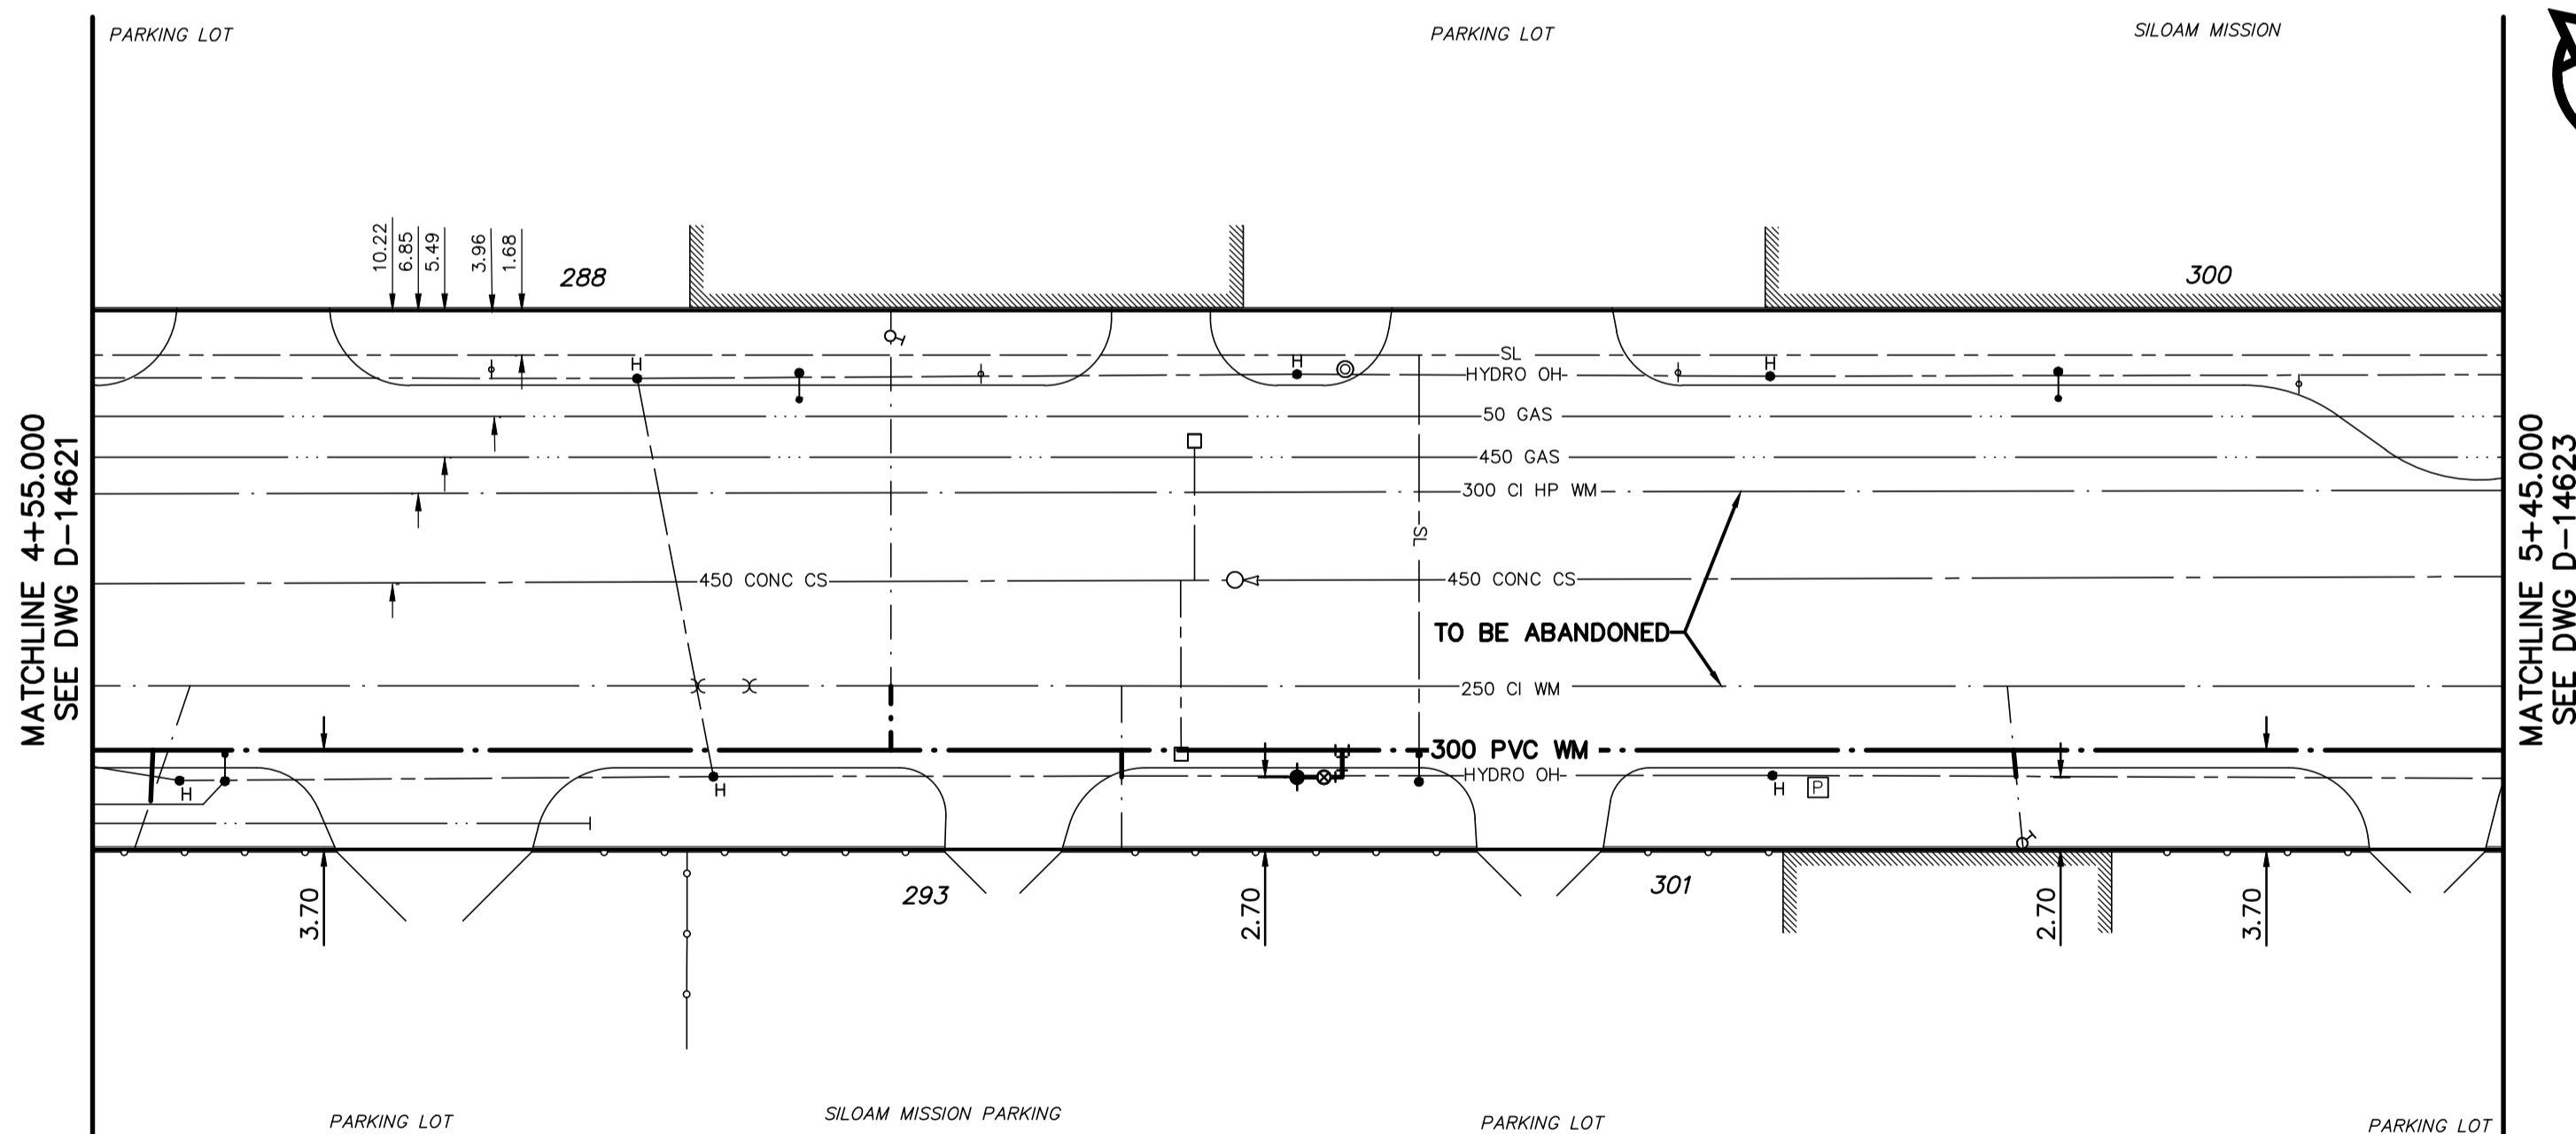 PARKING LOT
PARKING LOT
SILOAM MISSION
10.22
6.85
5.49
3.96
1.68
288
300
H
H
H
SL
HYDRO OH
50 GAS
450 GAS
300 CI HP WM
SL
450 CONC CS
450 CONC CS
TO BE ABANDONED
250 CI WM
300 PVC WM
HYDRO OH
H
H
H
P
MATCHLINE 4+55.000
SEE DWG D-14621
MATCHLINE 5+45.000
SEE DWG D-14623
3.70
293
2.70
301
2.70
3.70
PARKING LOT
SILOAM MISSION PARKING
PARKING LOT
PARKING LOT